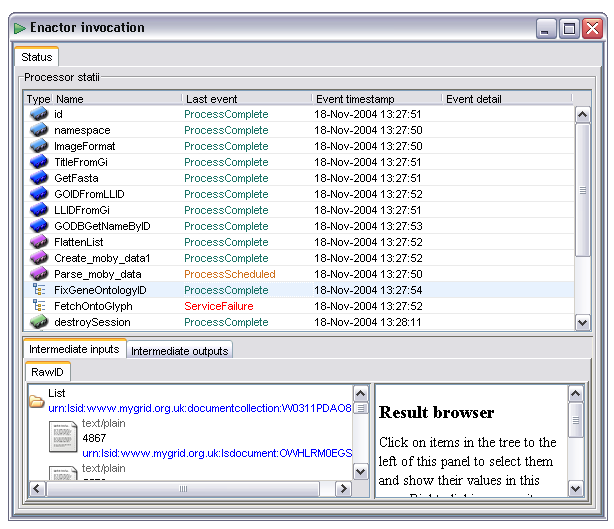 Enactor invocation
Status
Processor statii
Type Name Last event Event timestamp Event detail
id ProcessComplete 18-Nov-2004 13:27:51
namespace ProcessComplete 18-Nov-2004 13:27:50
ImageFormat ProcessComplete 18-Nov-2004 13:27:50
TitleFromGi ProcessComplete 18-Nov-2004 13:27:51
GetFasta ProcessComplete 18-Nov-2004 13:27:51
GOIDFromLLID ProcessComplete 18-Nov-2004 13:27:52
LLIDFromGi ProcessComplete 18-Nov-2004 13:27:51
GODBGetNameByID ProcessComplete 18-Nov-2004 13:27:53
FlattenList ProcessComplete 18-Nov-2004 13:27:52
Create_moby_data1 ProcessComplete 18-Nov-2004 13:27:52
Parse_moby_data ProcessScheduled 18-Nov-2004 13:27:50
FixGeneOntologyID ProcessComplete 18-Nov-2004 13:27:54
FetchOntoGlyph ServiceFailure 18-Nov-2004 13:27:52
destroySession ProcessComplete 18-Nov-2004 13:28:11
Intermediate inputs Intermediate outputs
RawID
List
urn:lsid:www.mygrid.org.uk:documentcollection:W0311PDAO8
text/plain
4867
urn:lsid:www.mygrid.org.uk:lsdocument:OWHLRM0EGS
text/plain
Result browser
Click on items in the tree to the
left of this panel to select them
and show their values in this